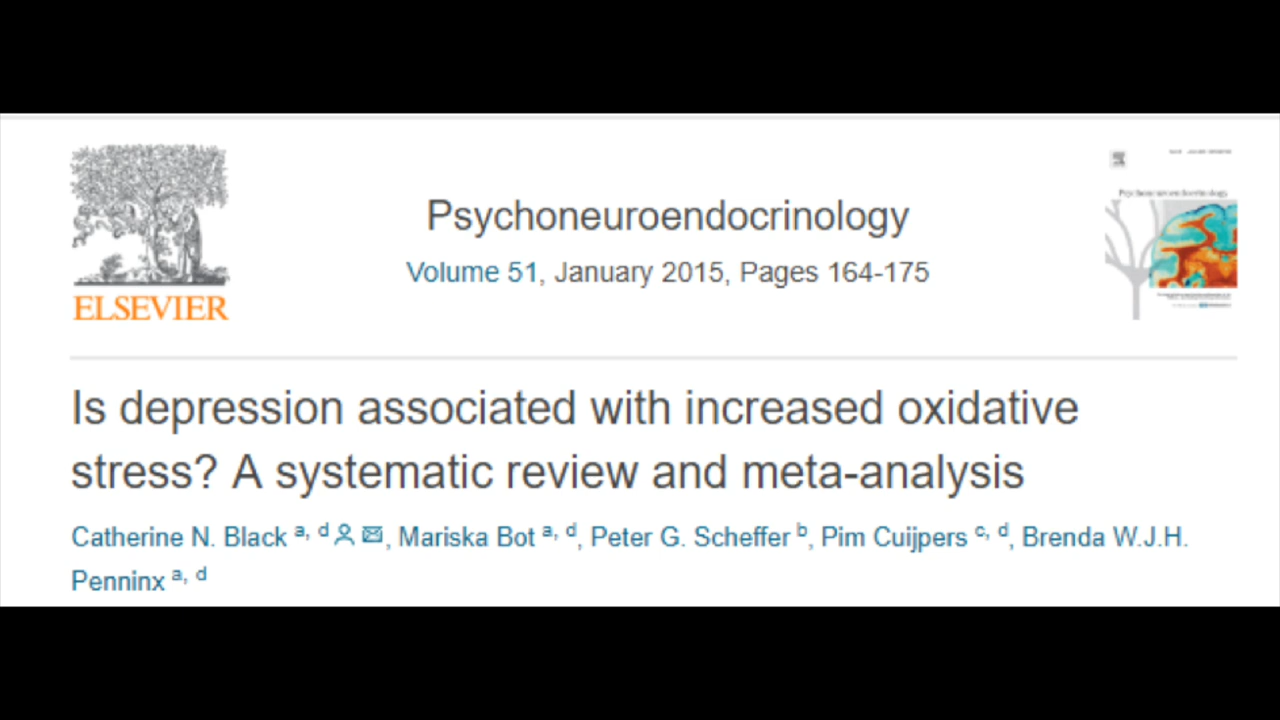 ELSEVIER
Psychoneuroendocrinology
Volume 51, January 2015, Pages 164-175
Psychoneuroendocrinology
Is depression associated with increased oxidative
stress? A systematic review and meta-analysis
Catherine N. Black a, d, Mariska Bot a, d, Peter G. Scheffer b, Pim Cuijpers c, d, Brenda W.J.H.
Penninx a, d